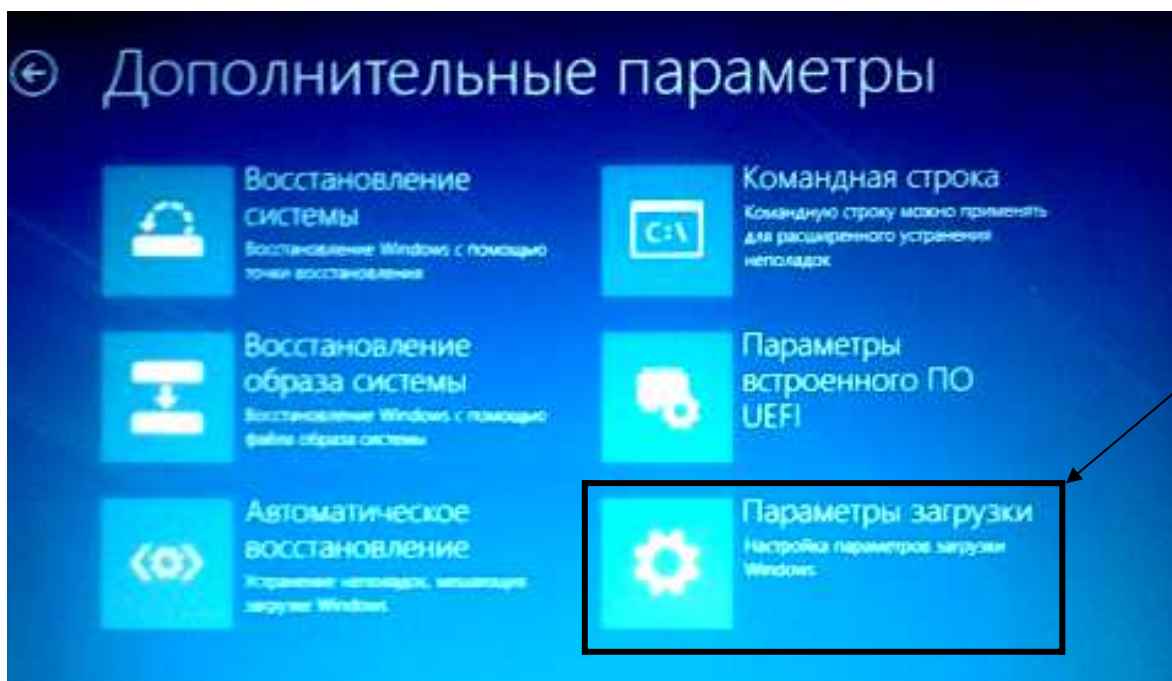 Дополнительные параметры
Восстановление
системы
Восстановление Windows с помощью
точки восстановления
Восстановление
образа системы
Восстановление Windows с помощью
файла образа системы
Автоматическое
восстановление
Устранение неполадок, мешающих
загрузке Windows
Командная строка
Командную строку можно применять
для расширенного устранения
неполадок
C:\
Параметры
встроенного ПО
UEFI
Параметры загрузки
Настройка параметров загрузки
Windows